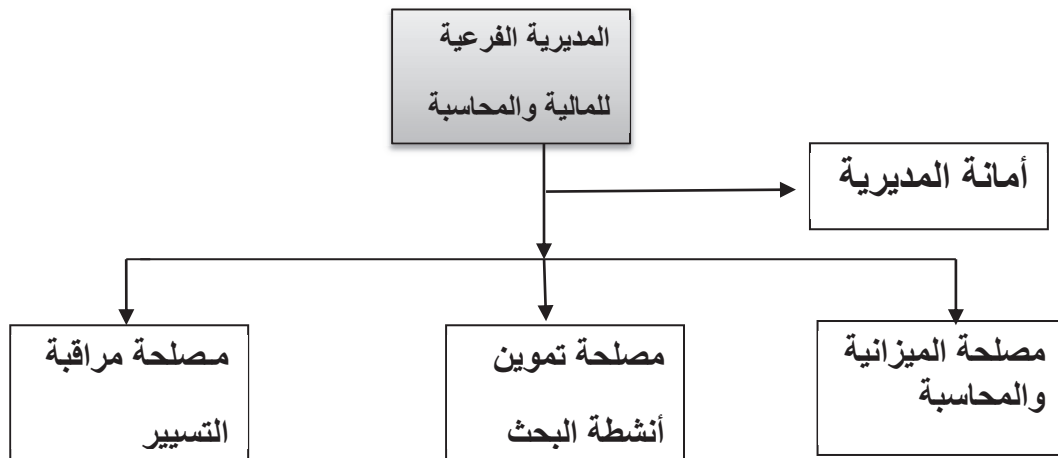 المديرية الفرعية
للمالية والمحاسبة
أمانة المديرية
مصلحة الميزانية
والمحاسبة
مصلحة تموين
أنشطة البحث
مصلحة مراقبة
التسيير